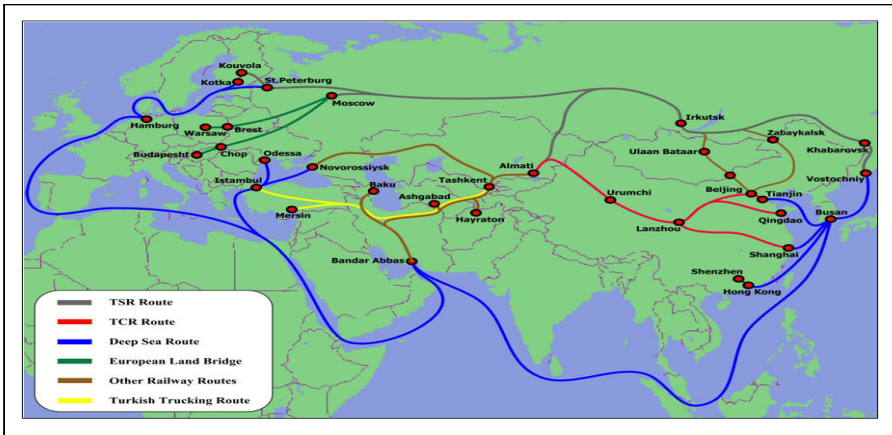 Kouvola
Kotka
St.Peterburg
Moscow
Hamburg
Warsaw
Brest
Budapesht
Chop
Odessa
Istambul
Novorossiysk
Mersin
Baku
Ashgabad
Tashkent
Hayraton
Almati
Bandar Abbas
Irkutsk
Ulaan Bataar
Zabaykalsk
Khabarovsk
Vostochniy
Urumchi
Beijing
Tianjin
Lanzhou
Qingdao
Busan
Shanghai
Shenzhen
Hong Kong
TSR Route
TCR Route
Deep Sea Route
European Land Bridge
Other Railway Routes
Turkish Trucking Route